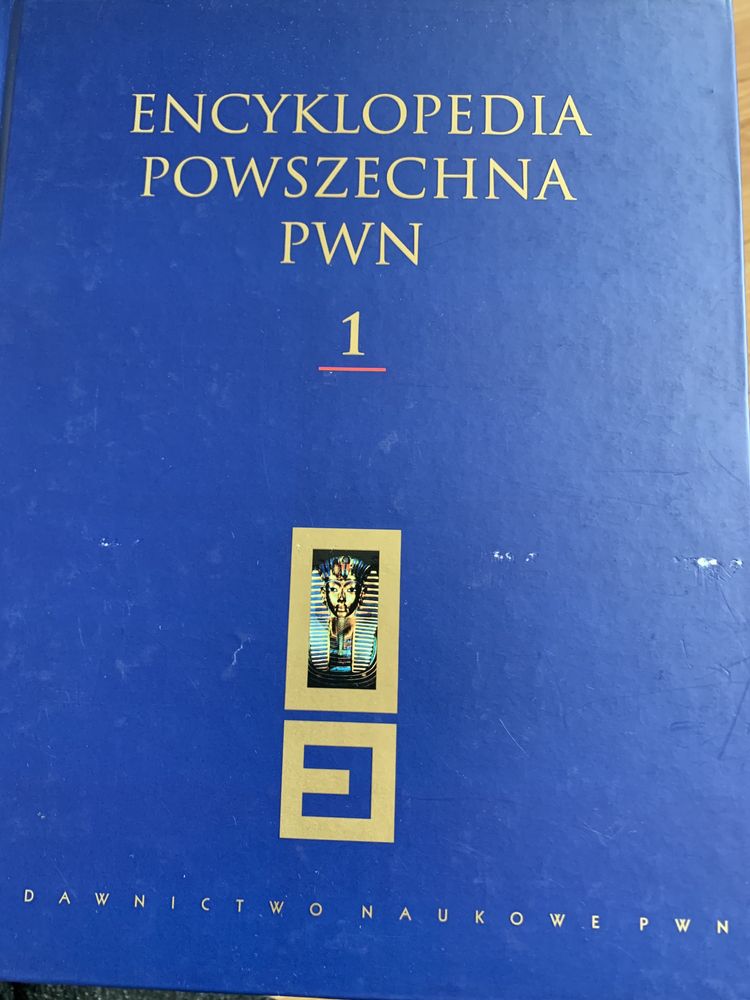 ENCYKLOPEDIA
POWSZECHNA
PWN
1
DAWNICTWO NAUKOWE PWN